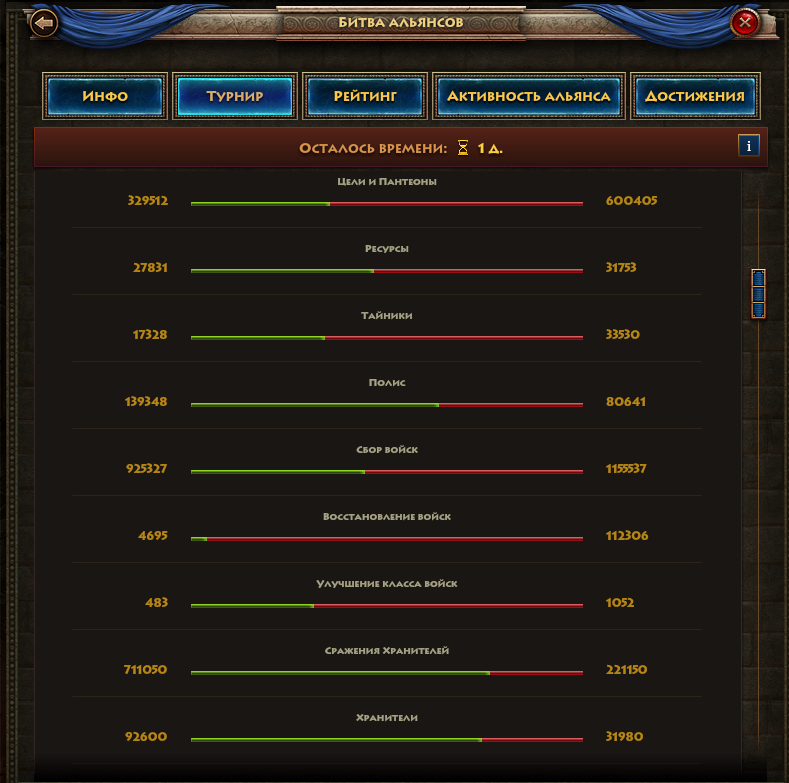 Битва альянсов
Инфо Турнир Рейтинг Активность альянса Достижения
Осталось времени: 1 д. i
Цели и Пантеоны
329512 600405
Ресурсы
27831 31753
Тайники
17328 33530
Полис
139348 80641
Сбор войск
925327 1155537
Восстановление войск
4695 112306
Улучшение класса войск
483 1052
Сражения Хранителей
711050 221150
Хранители
92600 31980